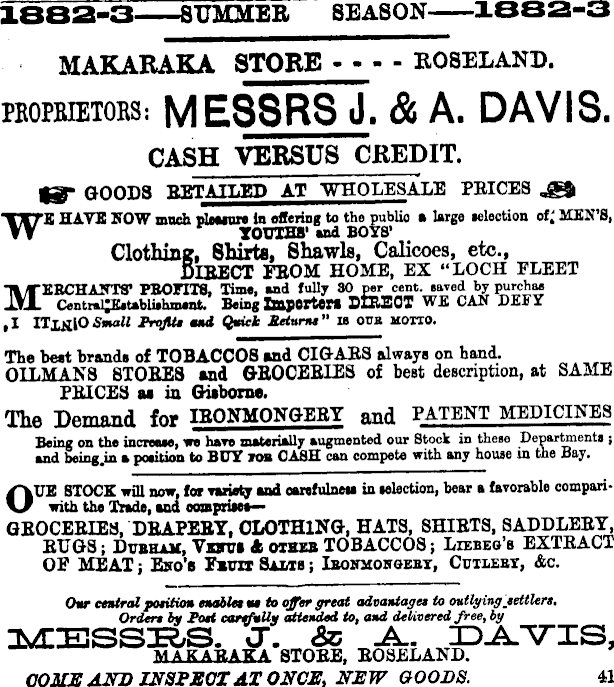 1882-3——SUMMER SEASON——1882-3
MAKARAKA STORE - - - - ROSELAND.
PROPRIETORS: MESSRS J. & A. DAVIS.
CASH VERSUS CREDIT.
GOODS RETAILED AT WHOLESALE PRICES
WE HAVE NOW much pleasure in offering to the public a large selection of MEN'S,
YOUTHS' and BOYS'
Clothing, Shirts, Shawls, Calicoes, etc.,
DIRECT FROM HOME, EX "LOCH FLEET
MERCHANTS' PROFITS, Time, and fully 30 per cent. saved by purchas
Central Establishment. Being Importers DIRECT WE CAN DEFY
Small Profits and Quick Returns" IS OUR MOTTO.
The best brands of TOBACCOS and CIGARS always on hand.
OILMANS STORES and GROCERIES of best description, at SAME
PRICES as in Gisborne.
The Demand for IRONMONGERY and PATENT MEDICINES
Being on the increase, we have materially augmented our Stock in these Departments ;
and being in a position to BUY FOR CASH can compete with any house in the Bay.
OUR STOCK will now, for variety and carefulness in selection, bear a favorable compari-
with the Trade, and comprises—
GROCERIES, DRAPERY, CLOTHING, HATS, SHIRTS, SADDLERY,
RUGS ; DURHAM, VENUS & OTHER TOBACCOS ; LIEBEG'S EXTRACT
OF MEAT ; ENO'S FRUIT SALTS ; IRONMONGERY, CUTLERY, &C.
Our central position enables us to offer great advantages to outlying settlers.
Orders by Post carefully attended to, and delivered free, by
MESSRS. J. & A. DAVIS,
MAKARAKA STORE, ROSELAND.
COME AND INSPECT AT ONCE, NEW GOODS. 41